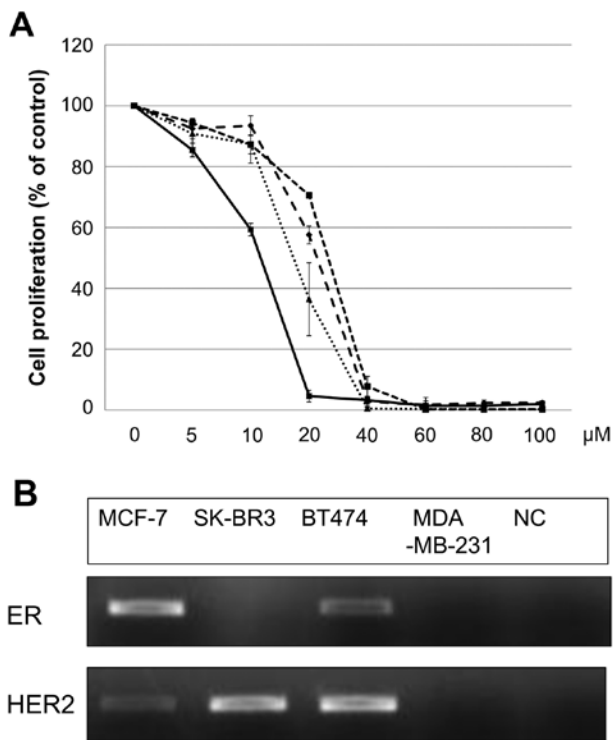 A
Cell proliferation (% of control)
120
100
80
60
40
20
0
0 5 10 20 40 60 80 100 μM
B
MCF-7 SK-BR3 BT474 MDA NC
-MB-231
ER
HER2